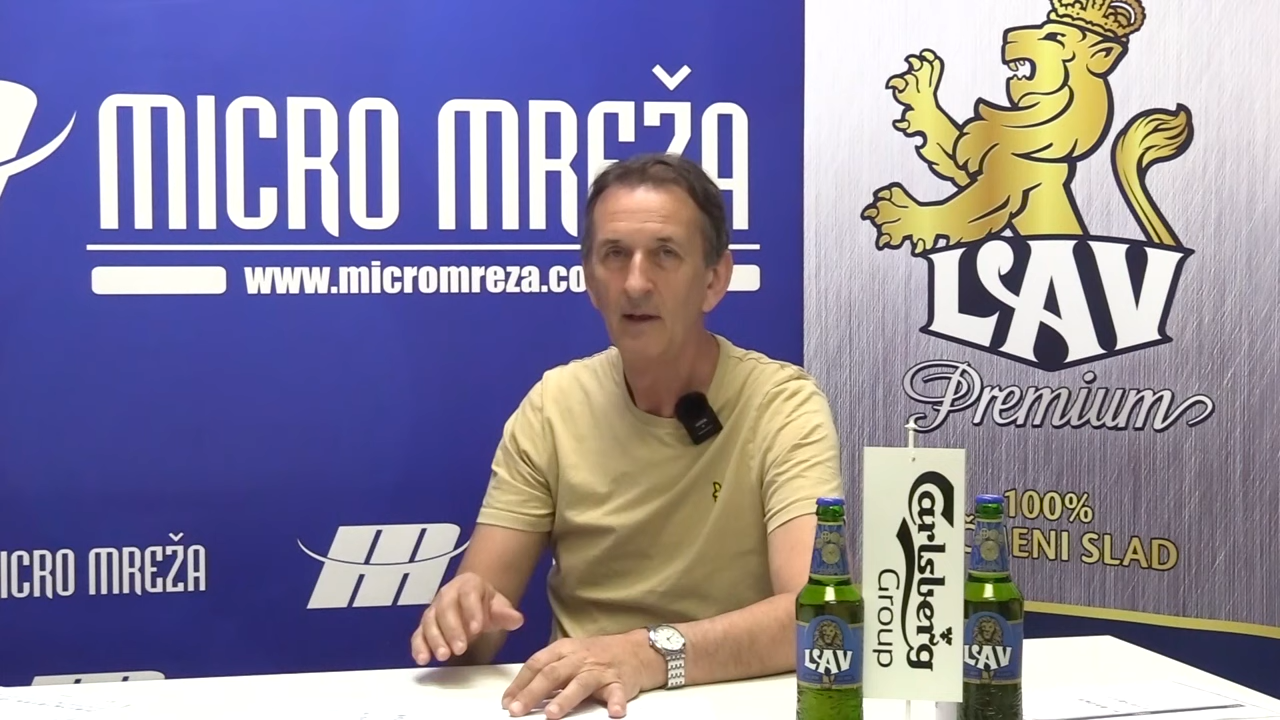 MICRO MREŽA
www.micromreza.co
LAV
Premium
100%
ENI SLAD
Carlsberg
Group
LAV
LAV
ICRO MREŽA